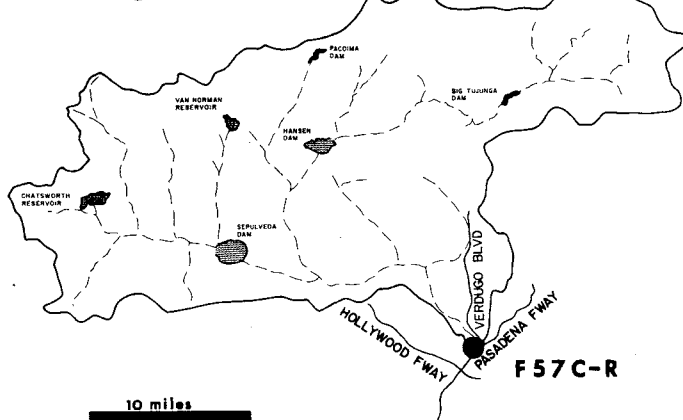 PACOIMA
DAM
BIG TUJUNGA
DAM
VAN NORMAN
RESERVOIR
HANSEN
DAM
CHATSWORTH
RESERVOIR
SEPULVEDA
DAM
VERDUGO BLVD
HOLLYWOOD FWAY
PASADENA FWAY
F57C-R
10 miles